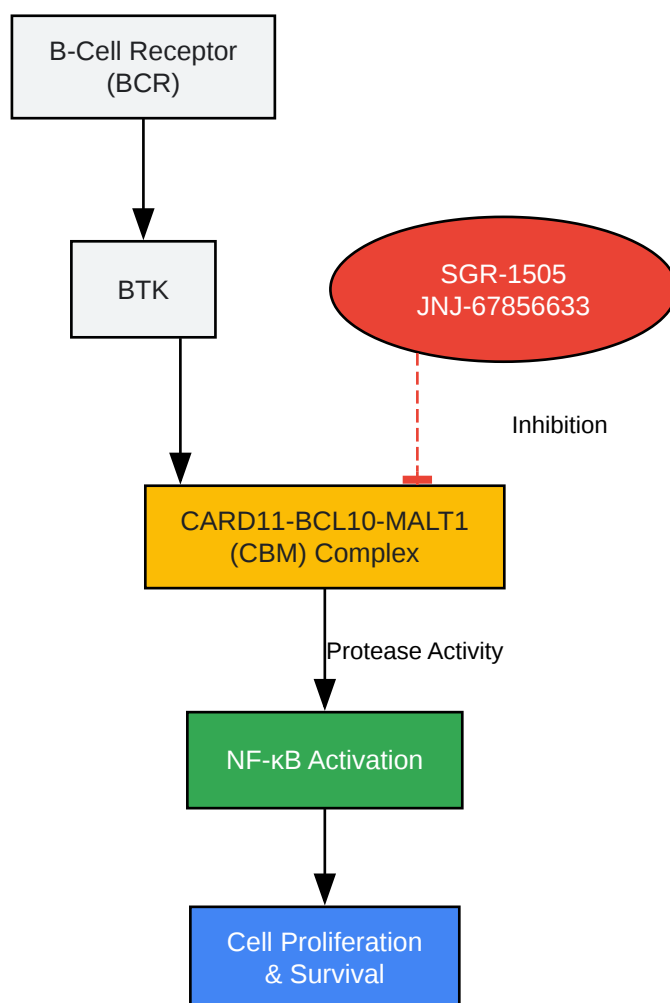 B-Cell Receptor
(BCR)
BTK
SGR-1505
JNJ-67856633
Inhibition
CARD11-BCL10-MALT1
(CBM) Complex
Protease Activity
NF-κB Activation
Cell Proliferation
& Survival